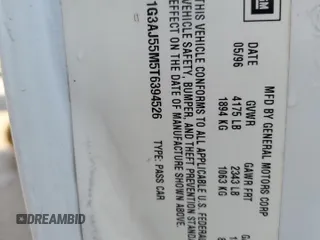 GM
MFD BY GENERAL MOTORS CORP
DATE GVWR GAWR FRT
05/96 4175 LB 2343 LB
1894 KG 1063 KG
THIS VEHICLE CONFORMS TO ALL APPLICABLE U.S. FEDERAL
VEHICLE SAFETY, BUMPER, AND THEFT PREVENTION STANDARDS
IN EFFECT ON THE DATE OF MANUFACTURE SHOWN ABOVE.
1G3AJ55M5T6394526 TYPE: PASS CAR
DREAMBID